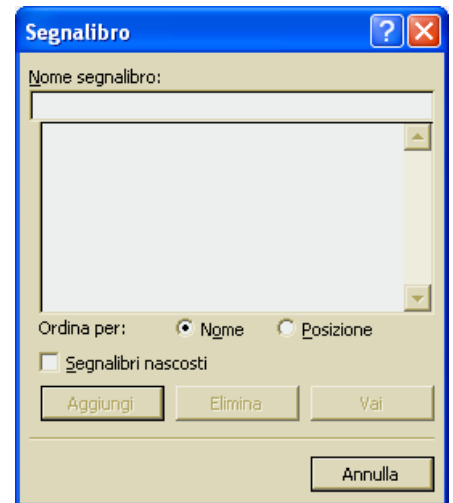 Segnalibro
Nome segnalibro:
Ordina per: Nome Posizione
Segnalibri nascosti
Aggiungi Elimina Vai
Annulla